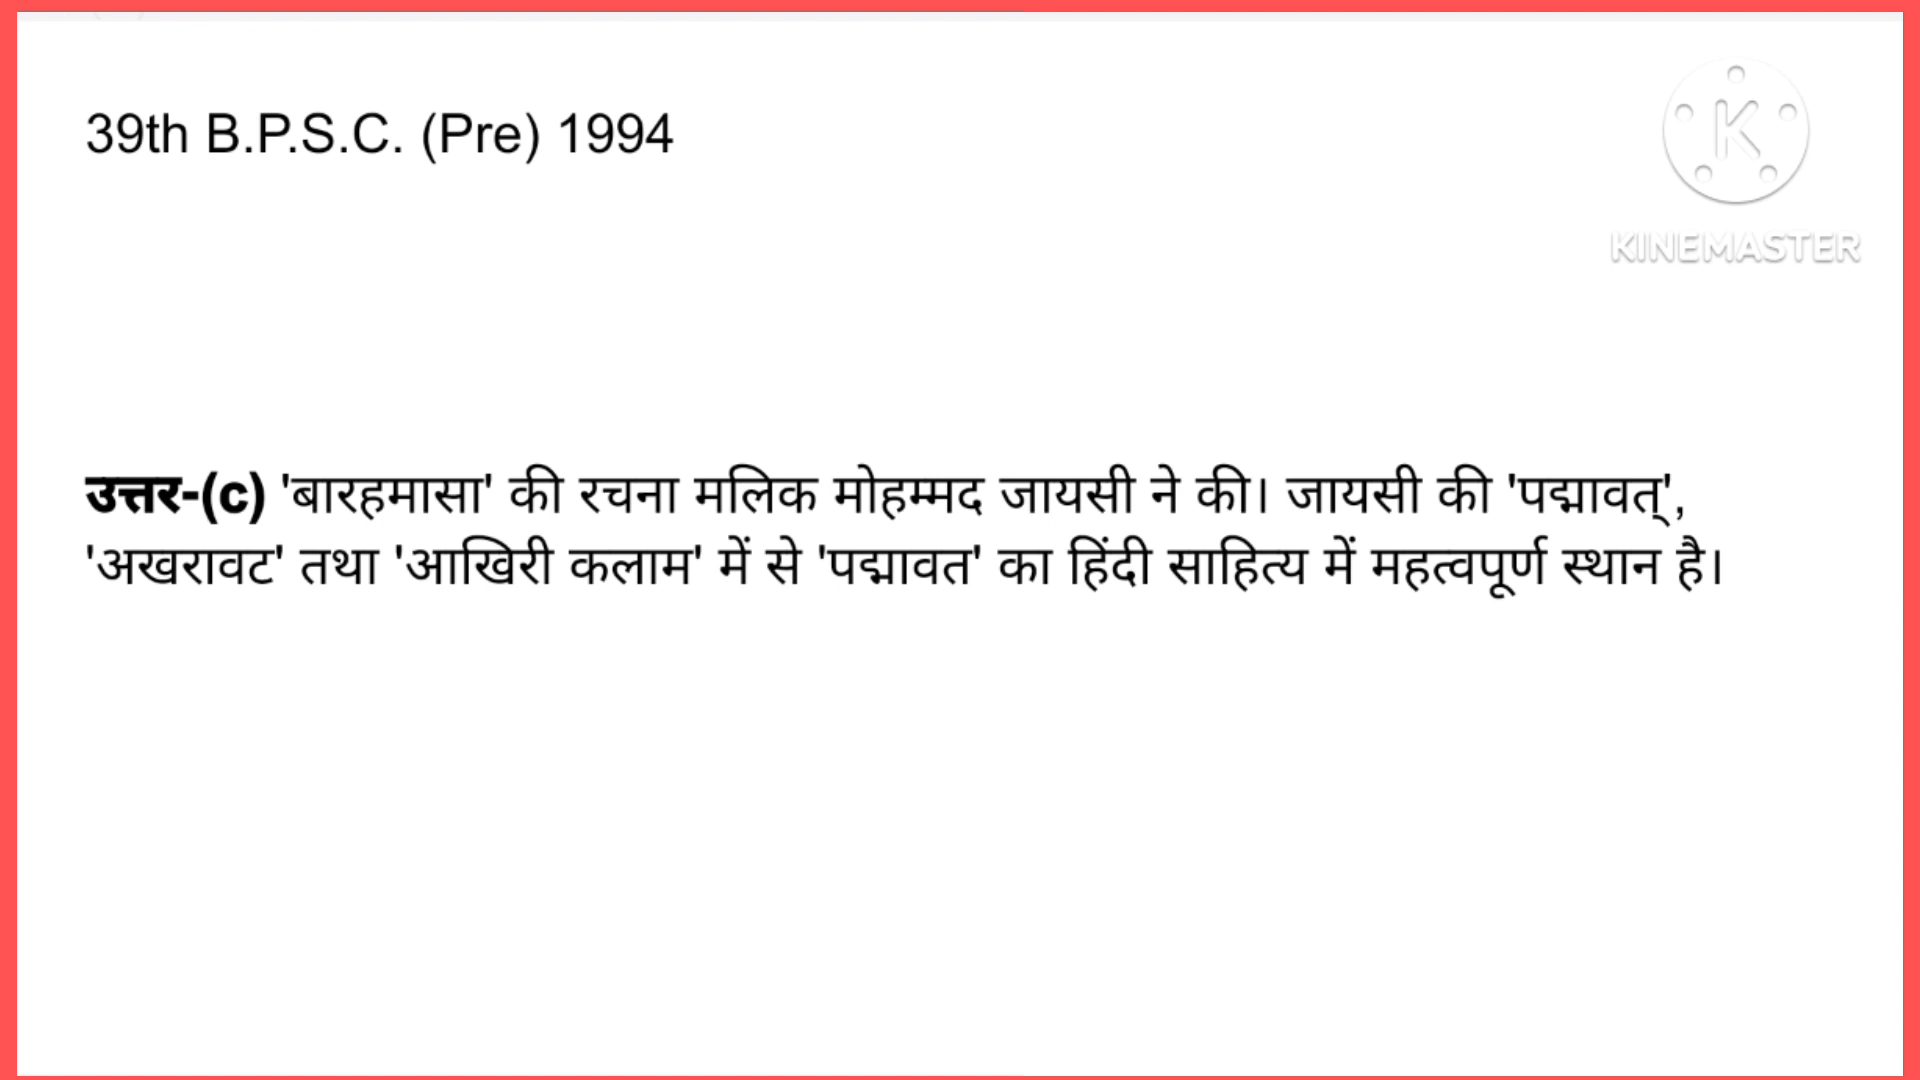 39th B.P.S.C. (Pre) 1994
K
KINEMASTER
उत्तर-(c) 'बारहमासा' की रचना मलिक मोहम्मद जायसी ने की। जायसी की 'पद्मावत्',
'अखरावट' तथा 'आखिरी कलाम' में से 'पद्मावत' का हिंदी साहित्य में महत्वपूर्ण स्थान है।